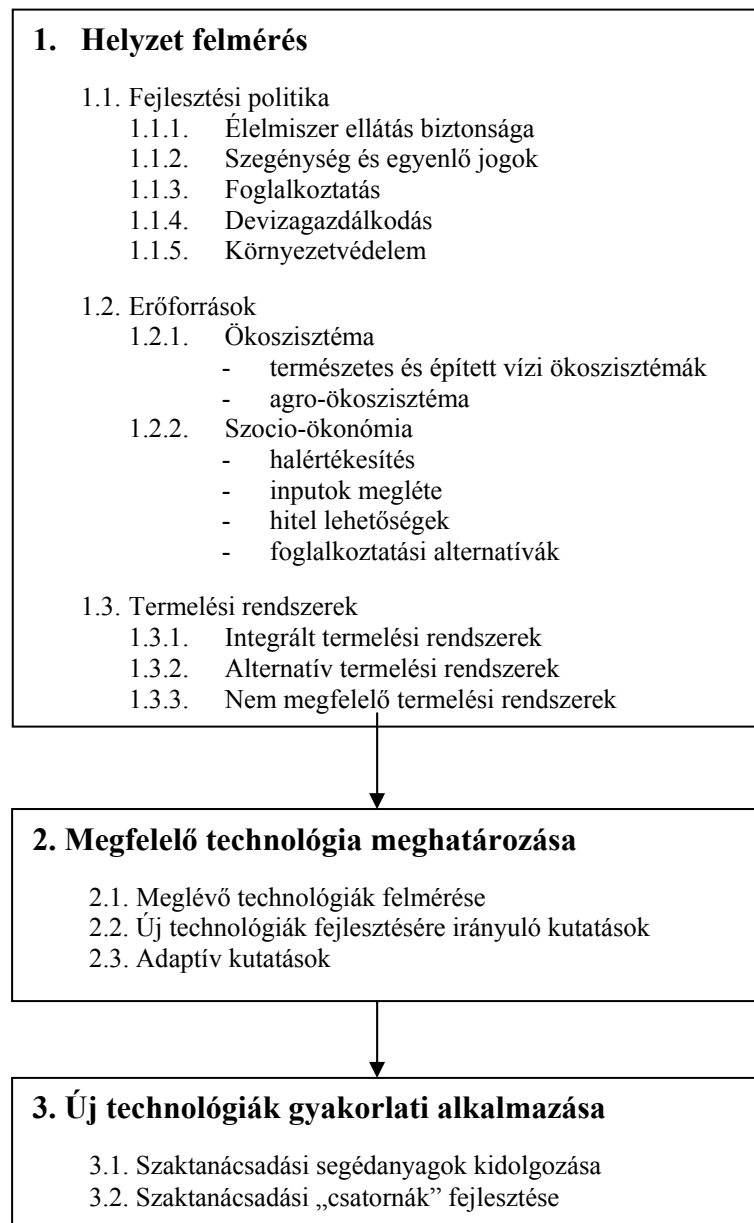 1. Helyzet felmérés
1.1. Fejlesztési politika
1.1.1. Élelmiszer ellátás biztonsága
1.1.2. Szegénység és egyenlő jogok
1.1.3. Foglalkoztatás
1.1.4. Devizagazdálkodás
1.1.5. Környezetvédelem
1.2. Erőforrások
1.2.1. Ökoszisztéma
- természetes és épített vízi ökoszisztémák
- agro-ökoszisztéma
1.2.2. Szocio-ökonómia
- halértékesítés
- inputok megléte
- hitel lehetőségek
- foglalkoztatási alternatívák
1.3. Termelési rendszerek
1.3.1. Integrált termelési rendszerek
1.3.2. Alternatív termelési rendszerek
1.3.3. Nem megfelelő termelési rendszerek
2. Megfelelő technológia meghatározása
2.1. Meglévő technológiák felmérése
2.2. Új technológiák fejlesztésére irányuló kutatások
2.3. Adaptív kutatások
3. Új technológiák gyakorlati alkalmazása
3.1. Szaktanácsadási segédanyagok kidolgozása
3.2. Szaktanácsadási „csatornák” fejlesztése